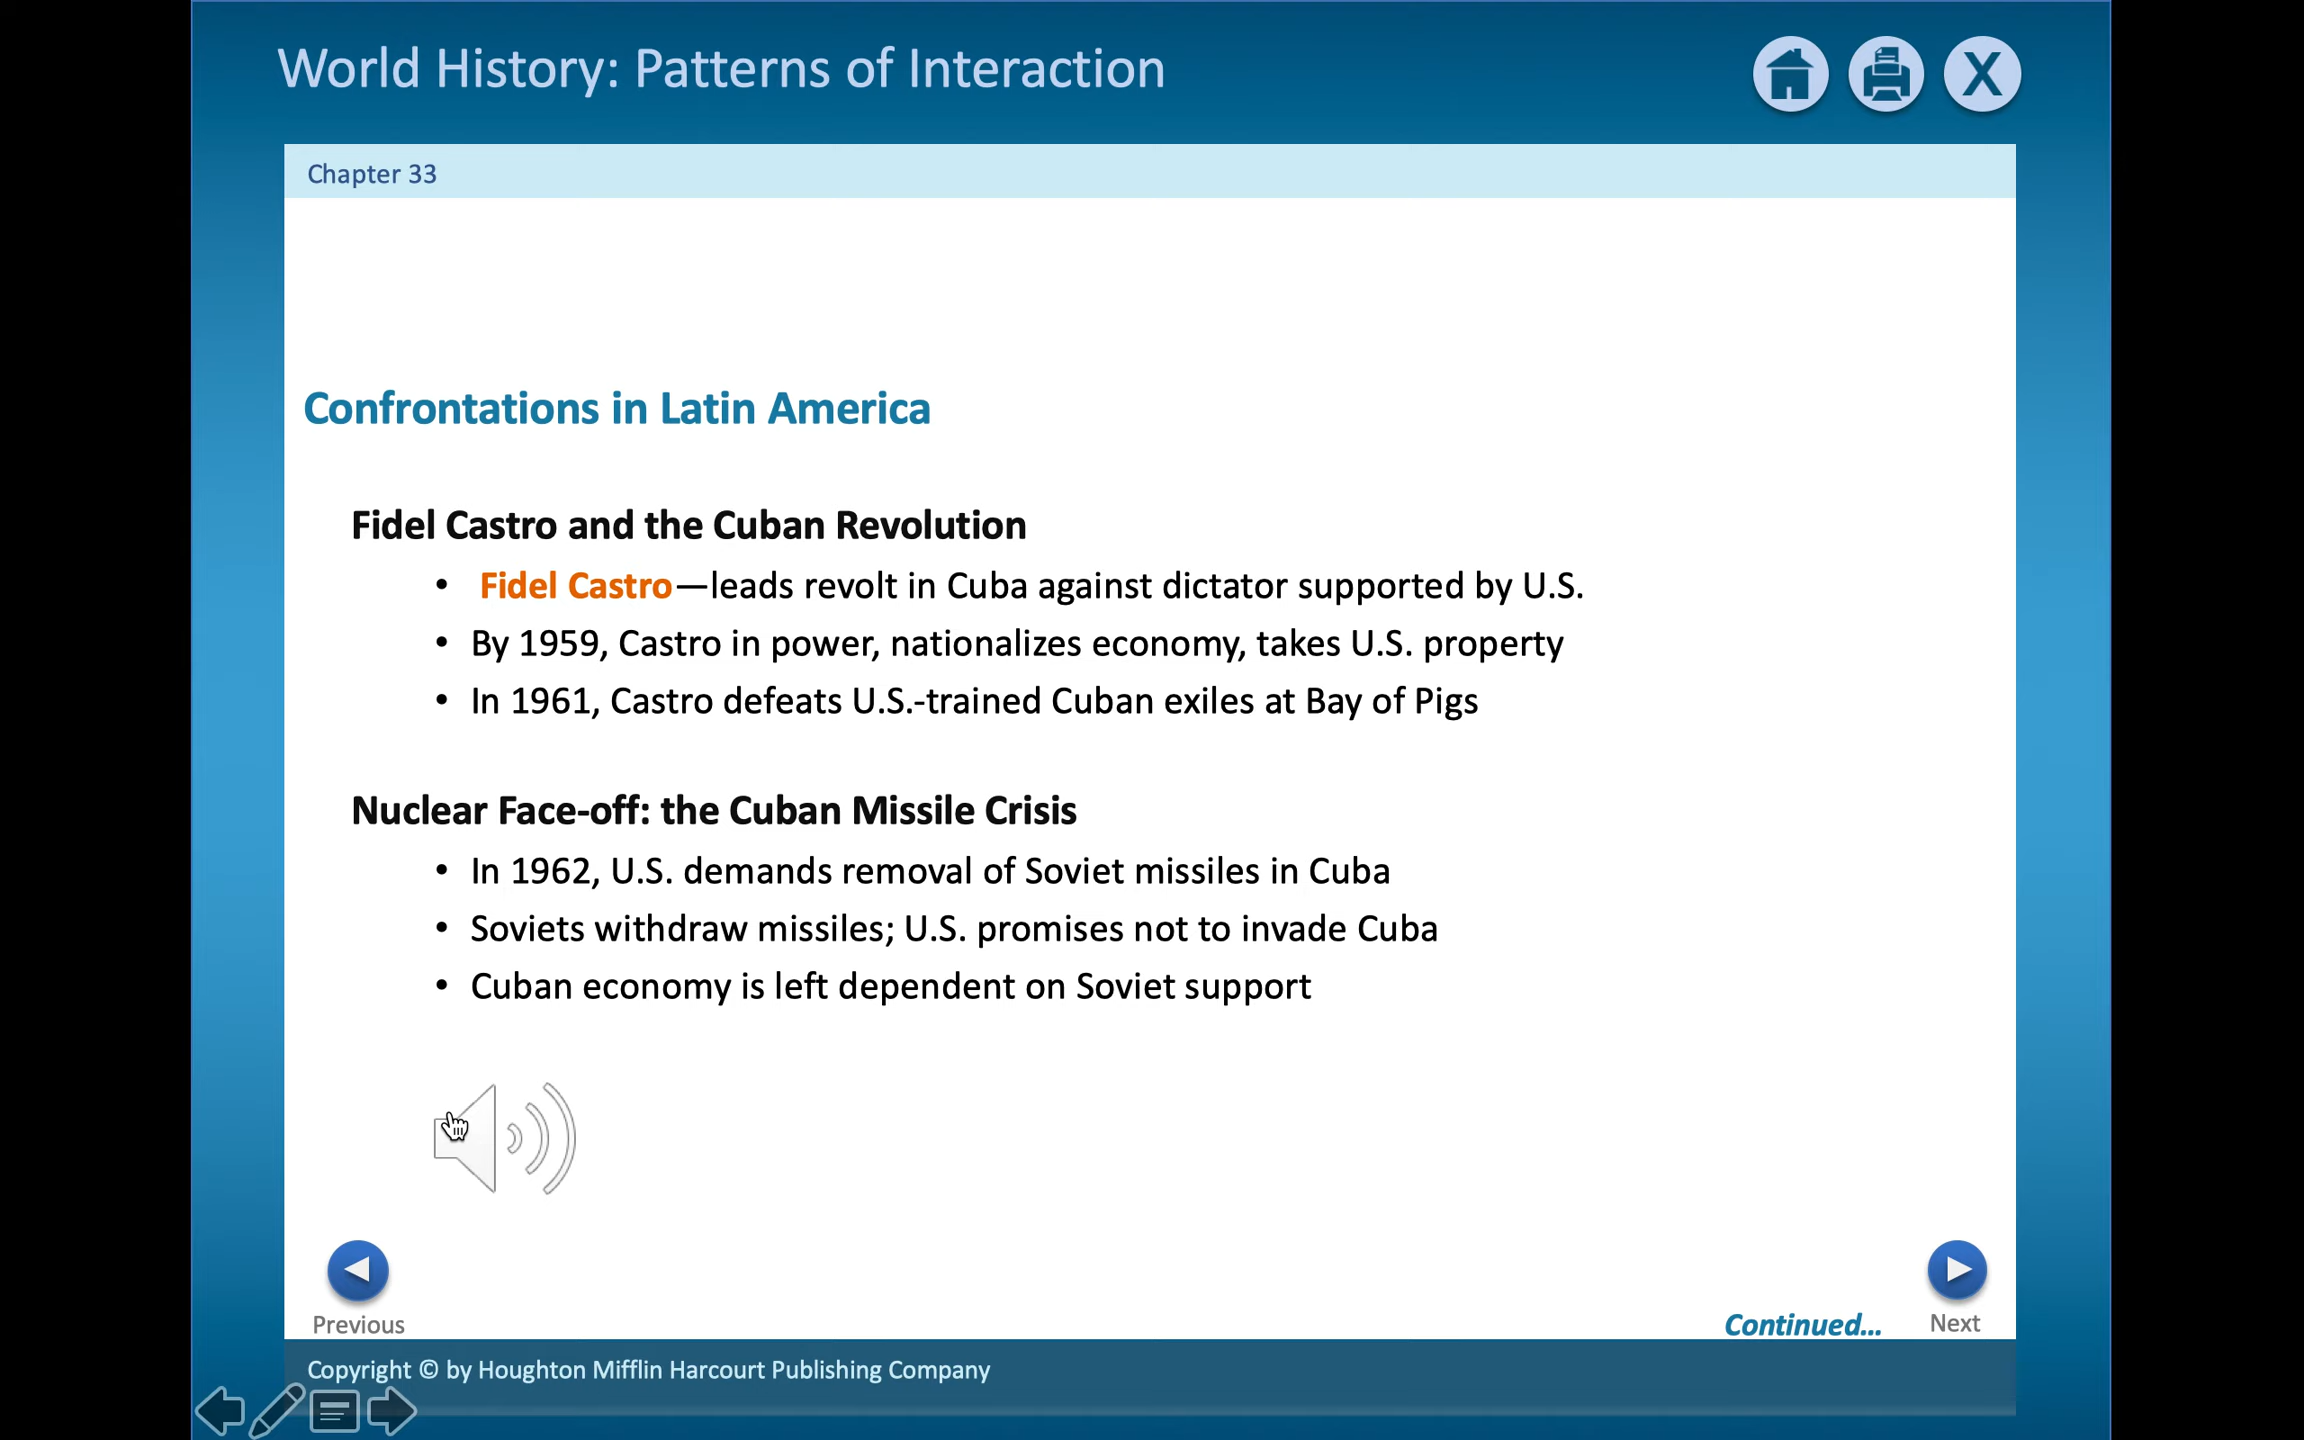 World History: Patterns of Interaction
X
Chapter 33
Confrontations in Latin America
Fidel Castro and the Cuban Revolution
• Fidel Castro—leads revolt in Cuba against dictator supported by U.S.
• By 1959, Castro in power, nationalizes economy, takes U.S. property
• In 1961, Castro defeats U.S.-trained Cuban exiles at Bay of Pigs
Nuclear Face-off: the Cuban Missile Crisis
• In 1962, U.S. demands removal of Soviet missiles in Cuba
• Soviets withdraw missiles; U.S. promises not to invade Cuba
• Cuban economy is left dependent on Soviet support
Previous
Continued...
Next
Copyright © by Houghton Mifflin Harcourt Publishing Company